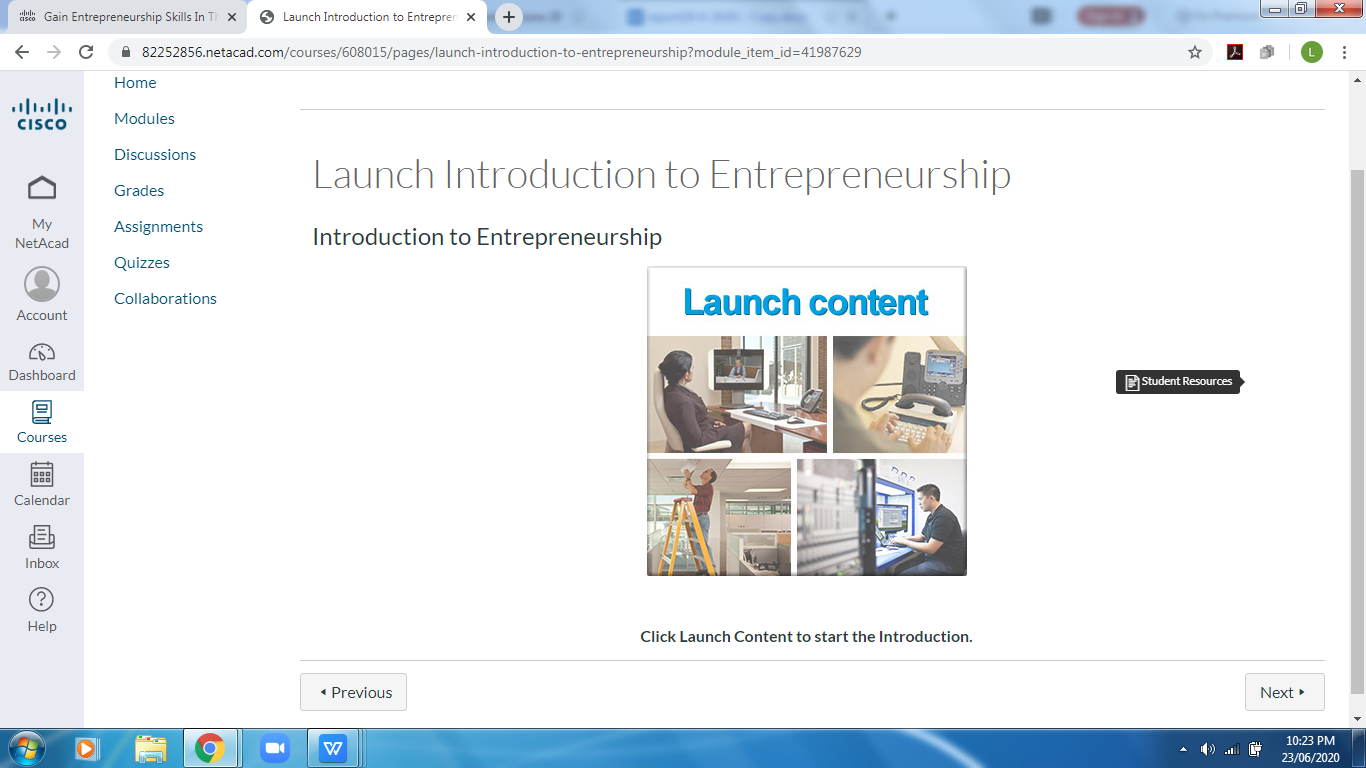 Gain Entrepreneurship Skills In Th
Launch Introduction to Entrepren
82252856.netacad.com/courses/608015/pages/launch-introduction-to-entrepreneurship?module_item_id=41987629
L
CISCO
My
NetAcad
Account
Dashboard
Courses
Calendar
Inbox
Help
Home
Modules
Discussions
Grades
Assignments
Quizzes
Collaborations
Launch Introduction to Entrepreneurship
Introduction to Entrepreneurship
Launch content
Student Resources
Click Launch Content to start the Introduction.
Previous
Next
10:23 PM
23/06/2020